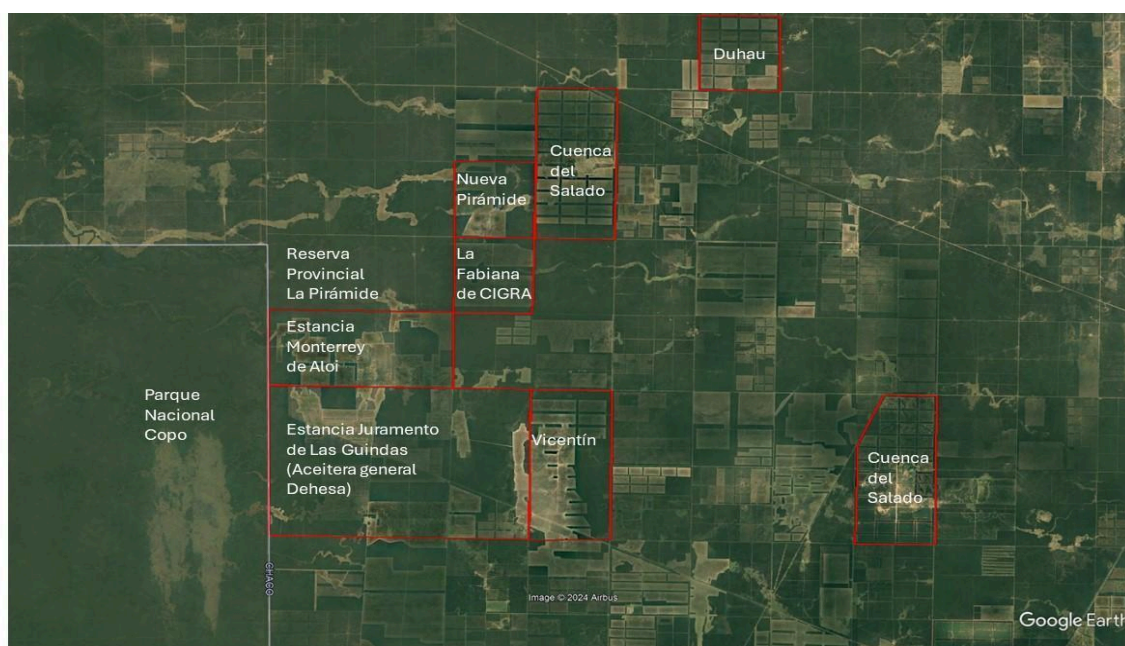 Duhau
Cuenca
del
Salado
Nueva
Pirámide
Reserva
Provincial
La Pirámide
La
Fabiana
de CIGRA
Estancia
Monterrey
de Aloi
Parque
Nacional
Copo
Estancia Juramento
de Las Guindas
(Aceitera general
Dehesa)
Vicentín
Cuenca
del
Salado
CHACO
Image © 2024 Airbus
Google Earth